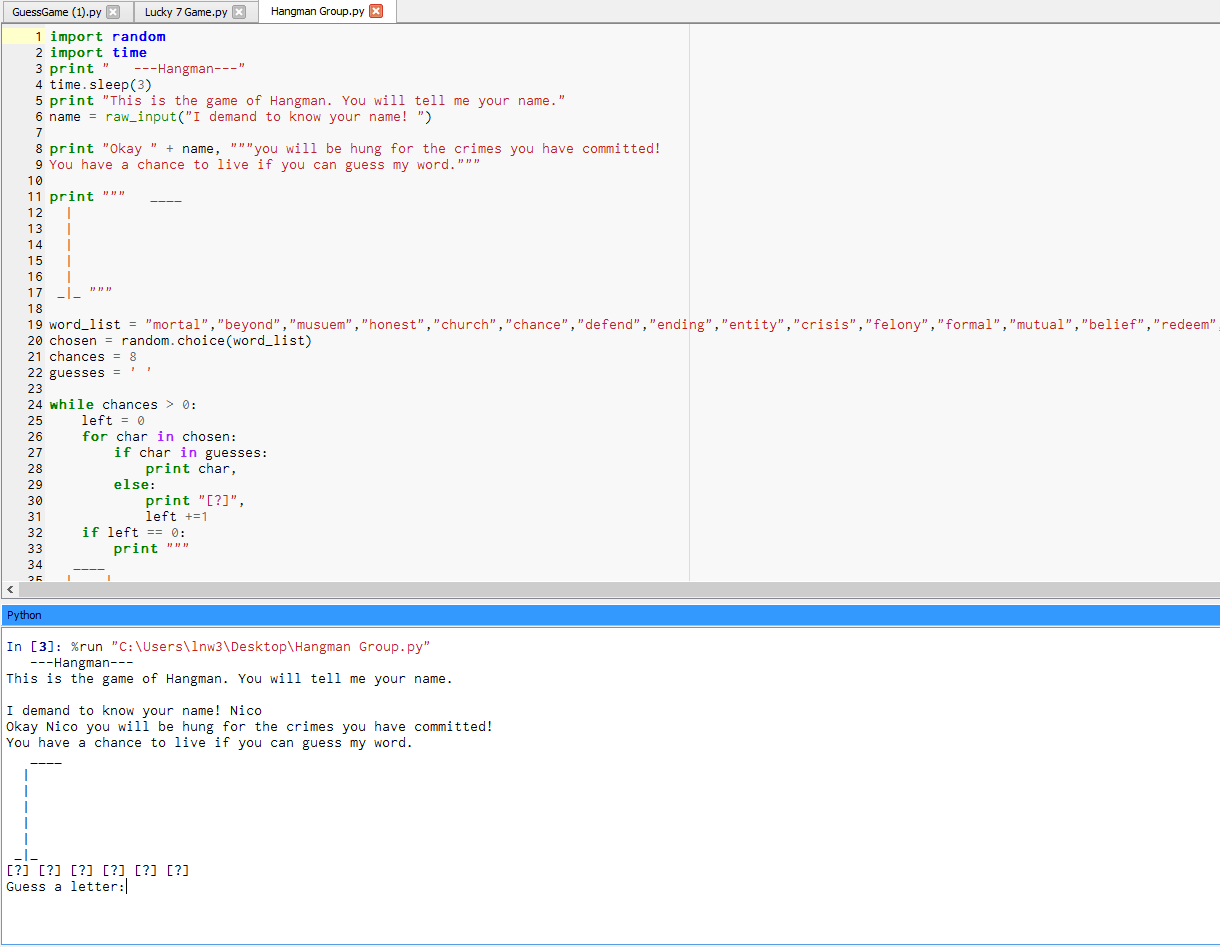 GuessGame (1).py Lucky 7 Game.py Hangman Group.py
1 import random
2 import time
3 print "   ---Hangman---"
4 time.sleep(3)
5 print "This is the game of Hangman. You will tell me your name."
6 name = raw_input("I demand to know your name! ")
7
8 print "Okay " + name, """you will be hung for the crimes you have committed!
9 You have a chance to live if you can guess my word."""
10
11 print """   ____
12   |
13   |
14   |
15   |
16   |
17  _|_ """
18
19 word_list = "mortal","beyond","musuem","honest","church","chance","defend","ending","entity","crisis","felony","formal","mutual","belief","redeem",
20 chosen = random.choice(word_list)
21 chances = 8
22 guesses = ' '
23
24 while chances > 0:
25     left = 0
26     for char in chosen:
27         if char in guesses:
28             print char,
29         else:
30             print "[?]",
31             left +=1
32     if left == 0:
33         print """
34    ____
35   |    |
Python
In [3]: %run "C:\Users\lnw3\Desktop\Hangman Group.py"
   ---Hangman---
This is the game of Hangman. You will tell me your name.
I demand to know your name! Nico
Okay Nico you will be hung for the crimes you have committed!
You have a chance to live if you can guess my word.
   ____
  |
  |
  |
  |
  |
 _|_
[?] [?] [?] [?] [?] [?]
Guess a letter: